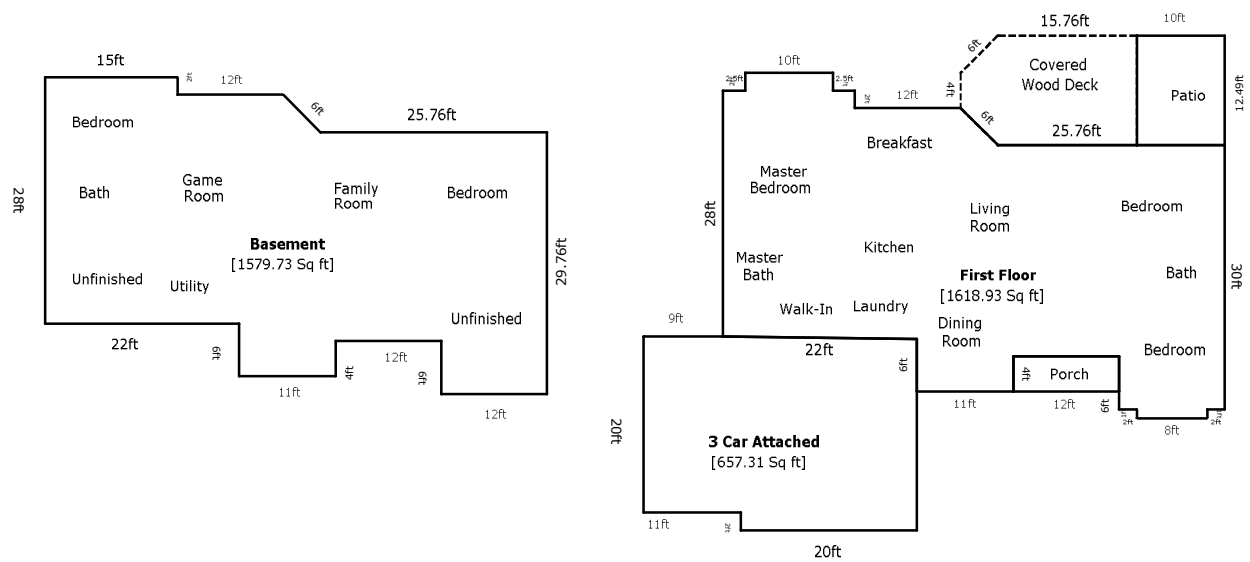 15ft
2ft
12ft
6ft
25.76ft
Bedroom
Bath
Game
Room
Family
Room
Bedroom
28ft
Basement
[1579.73 Sq ft]
29.76ft
Unfinished
Utility
Unfinished
22ft
6ft
11ft
4ft
12ft
6ft
12ft
10ft
2.5ft
2.5ft
2ft
12ft
4ft
6ft
6ft
15.76ft
10ft
Covered
Wood Deck
Patio
12.49ft
25.76ft
Breakfast
Master
Bedroom
28ft
Living
Room
Bedroom
Kitchen
Master
Bath
First Floor
[1618.93 Sq ft]
Bath
30ft
Walk-In
Laundry
Dining
Room
Bedroom
9ft
22ft
6ft
4ft
Porch
11ft
12ft
6ft
2ft
8ft
2ft
20ft
3 Car Attached
[657.31 Sq ft]
11ft
2ft
20ft